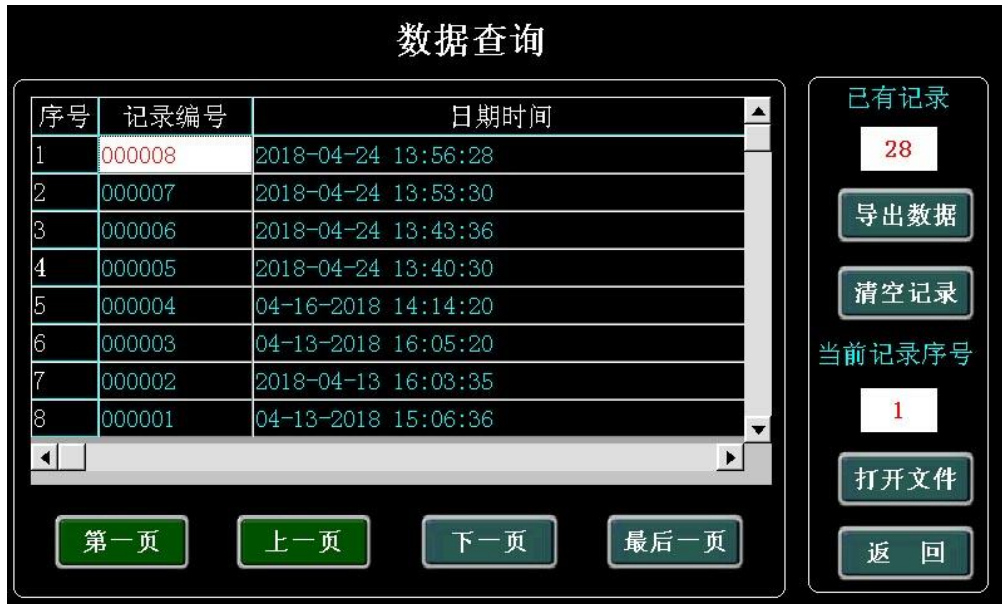 数据查询
序号 记录编号 日期时间
1 000008 2018-04-24 13:56:28
2 000007 2018-04-24 13:53:30
3 000006 2018-04-24 13:43:36
4 000005 2018-04-24 13:40:30
5 000004 04-16-2018 14:14:20
6 000003 04-13-2018 16:05:20
7 000002 2018-04-13 16:03:35
8 000001 04-13-2018 15:06:36
第一页 上一页 下一页 最后一页
已有记录
28
导出数据
清空记录
当前记录序号
1
打开文件
返 回